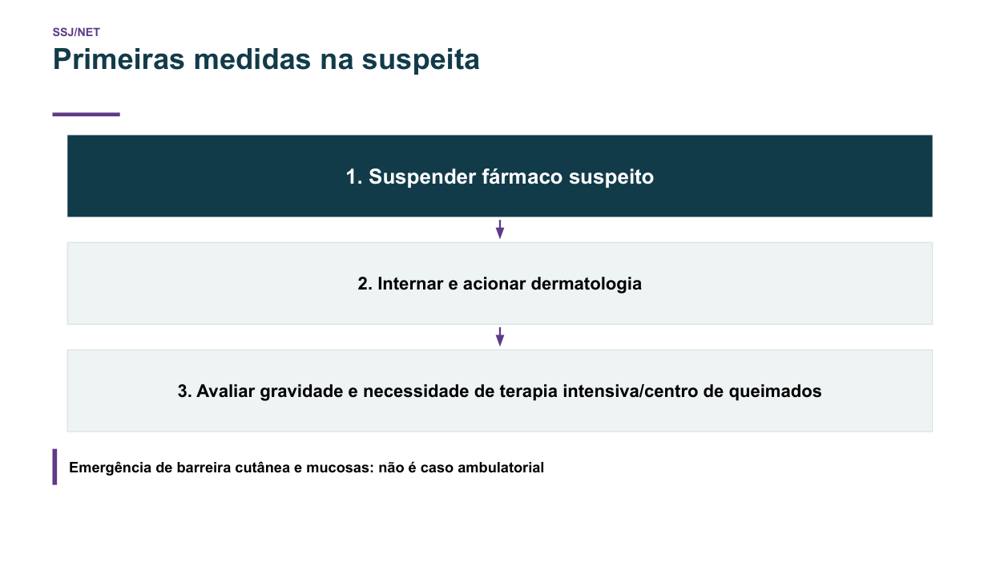 SSJ/NET
Primeiras medidas na suspeita
1. Suspender fármaco suspeito
2. Internar e acionar dermatologia
3. Avaliar gravidade e necessidade de terapia intensiva/centro de queimados
Emergência de barreira cutânea e mucosas: não é caso ambulatorial